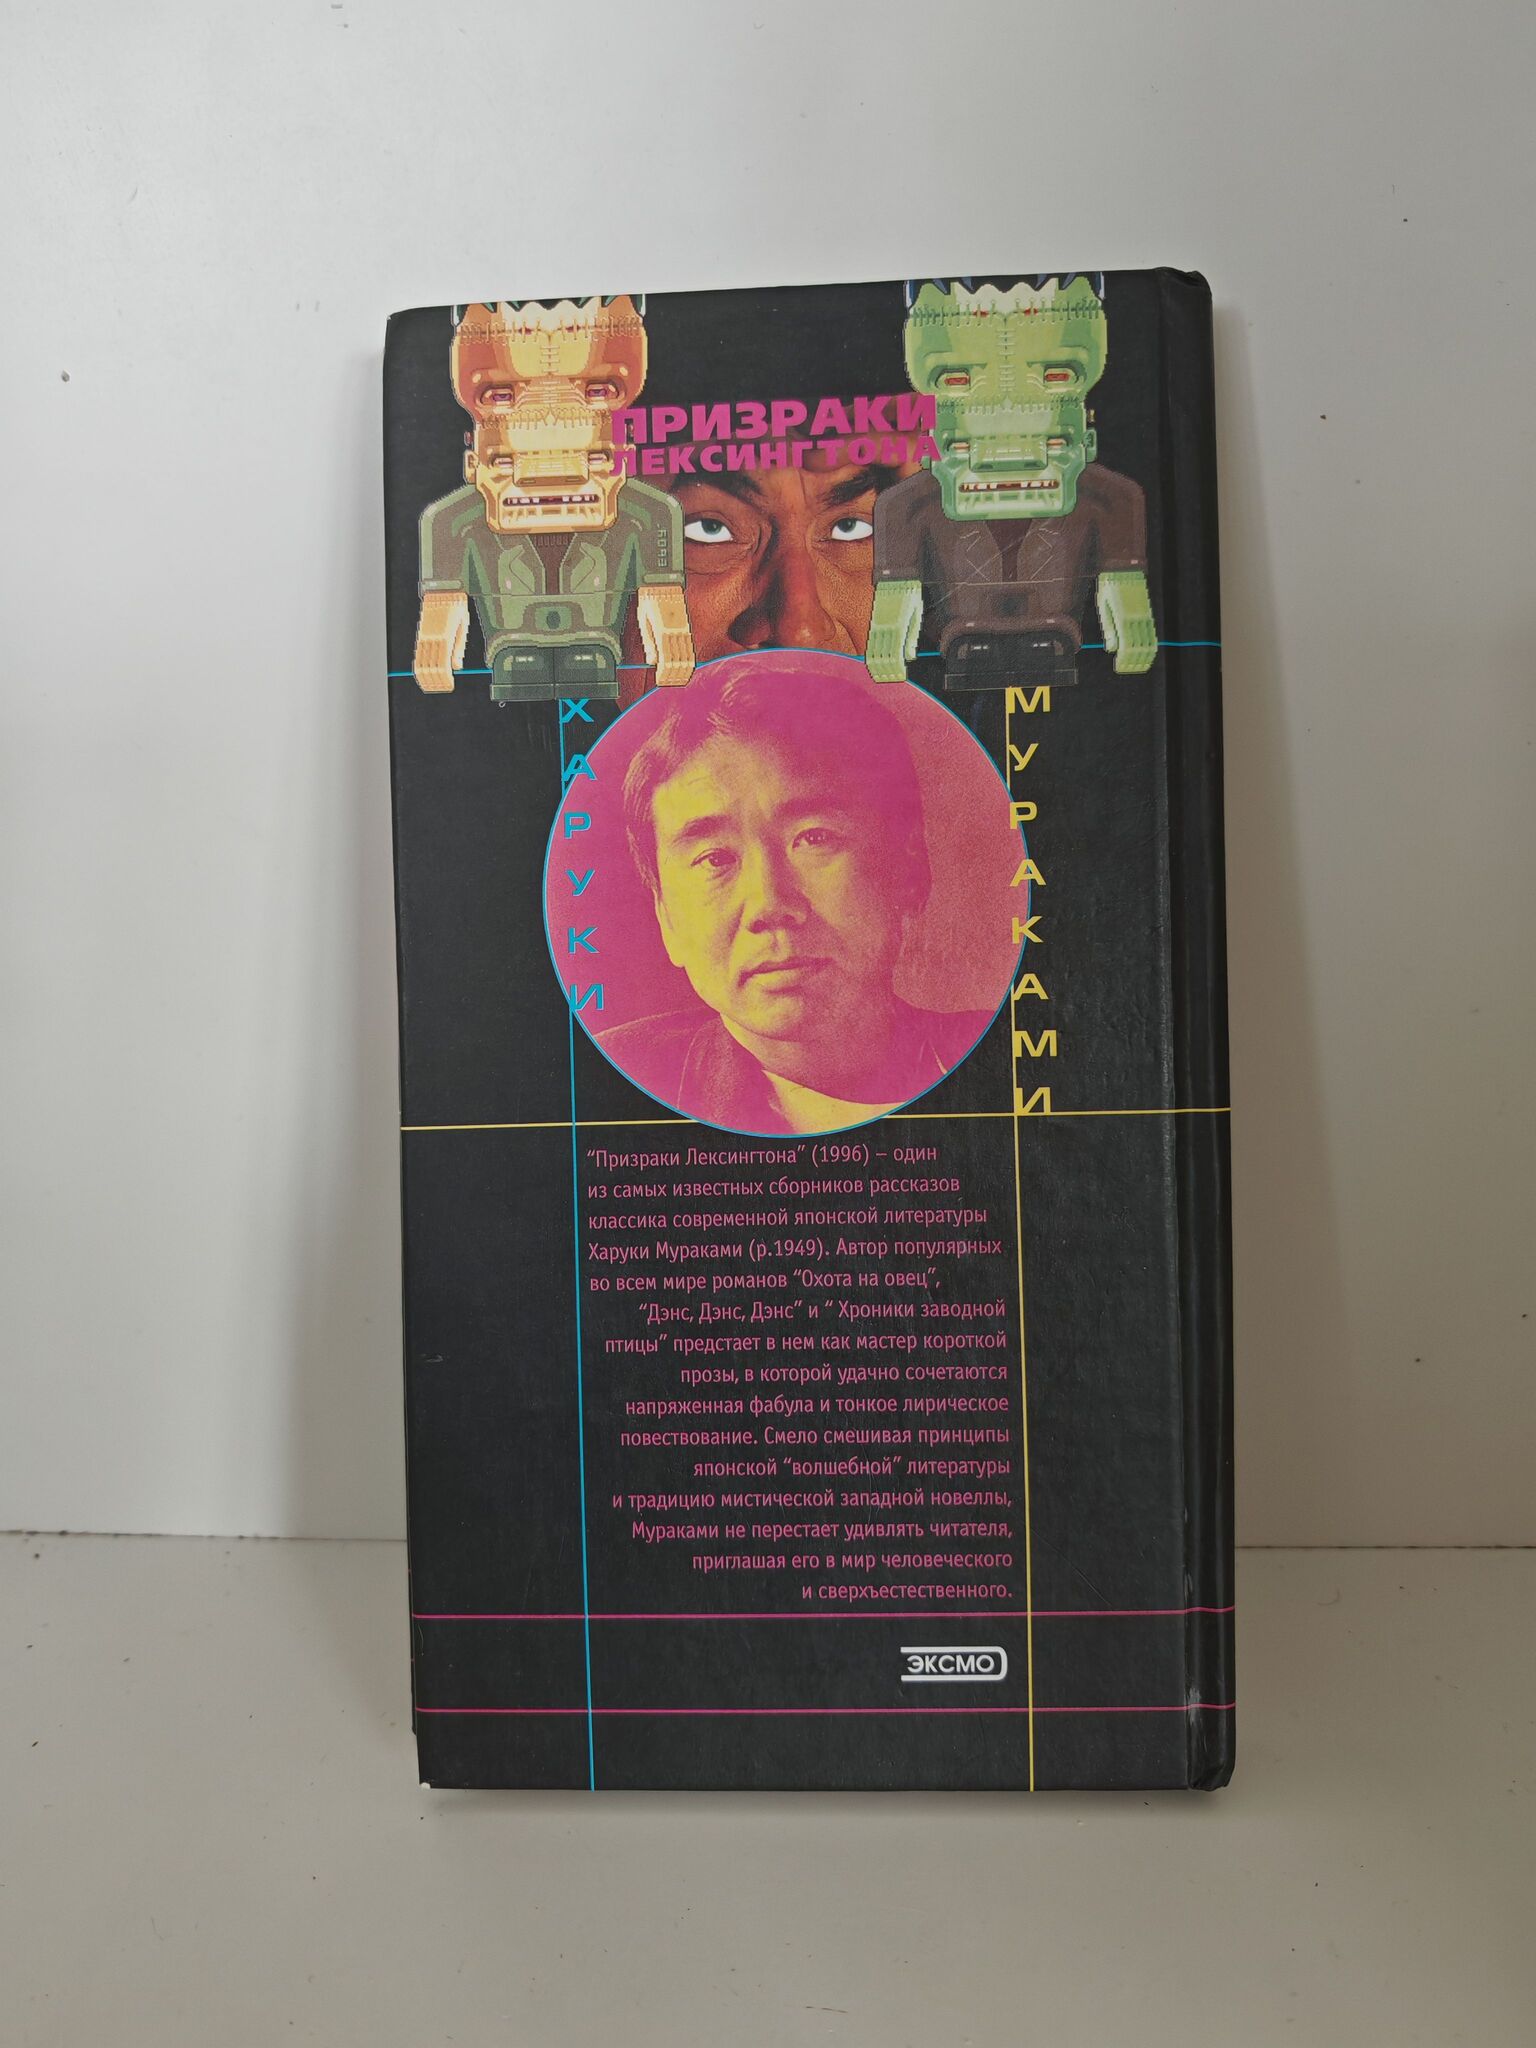 ПРИЗРАКИ
ЛЕКСИНГТОНА
ХАРУКИ
МУРАКАМИ
“Призраки Лексингтона” (1996) – один
из самых известных сборников рассказов
классика современной японской литературы
Харуки Мураками (р.1949). Автор популярных
во всем мире романов “Охота на овец”,
“Дэнс, Дэнс, Дэнс” и “ Хроники заводной
птицы” предстает в нем как мастер короткой
прозы, в которой удачно сочетаются
напряженная фабула и тонкое лирическое
повествование. Смело смешивая принципы
японской “волшебной” литературы
и традицию мистической западной новеллы,
Мураками не перестает удивлять читателя,
приглашая его в мир человеческого
и сверхъестественного.
ЭКСМО